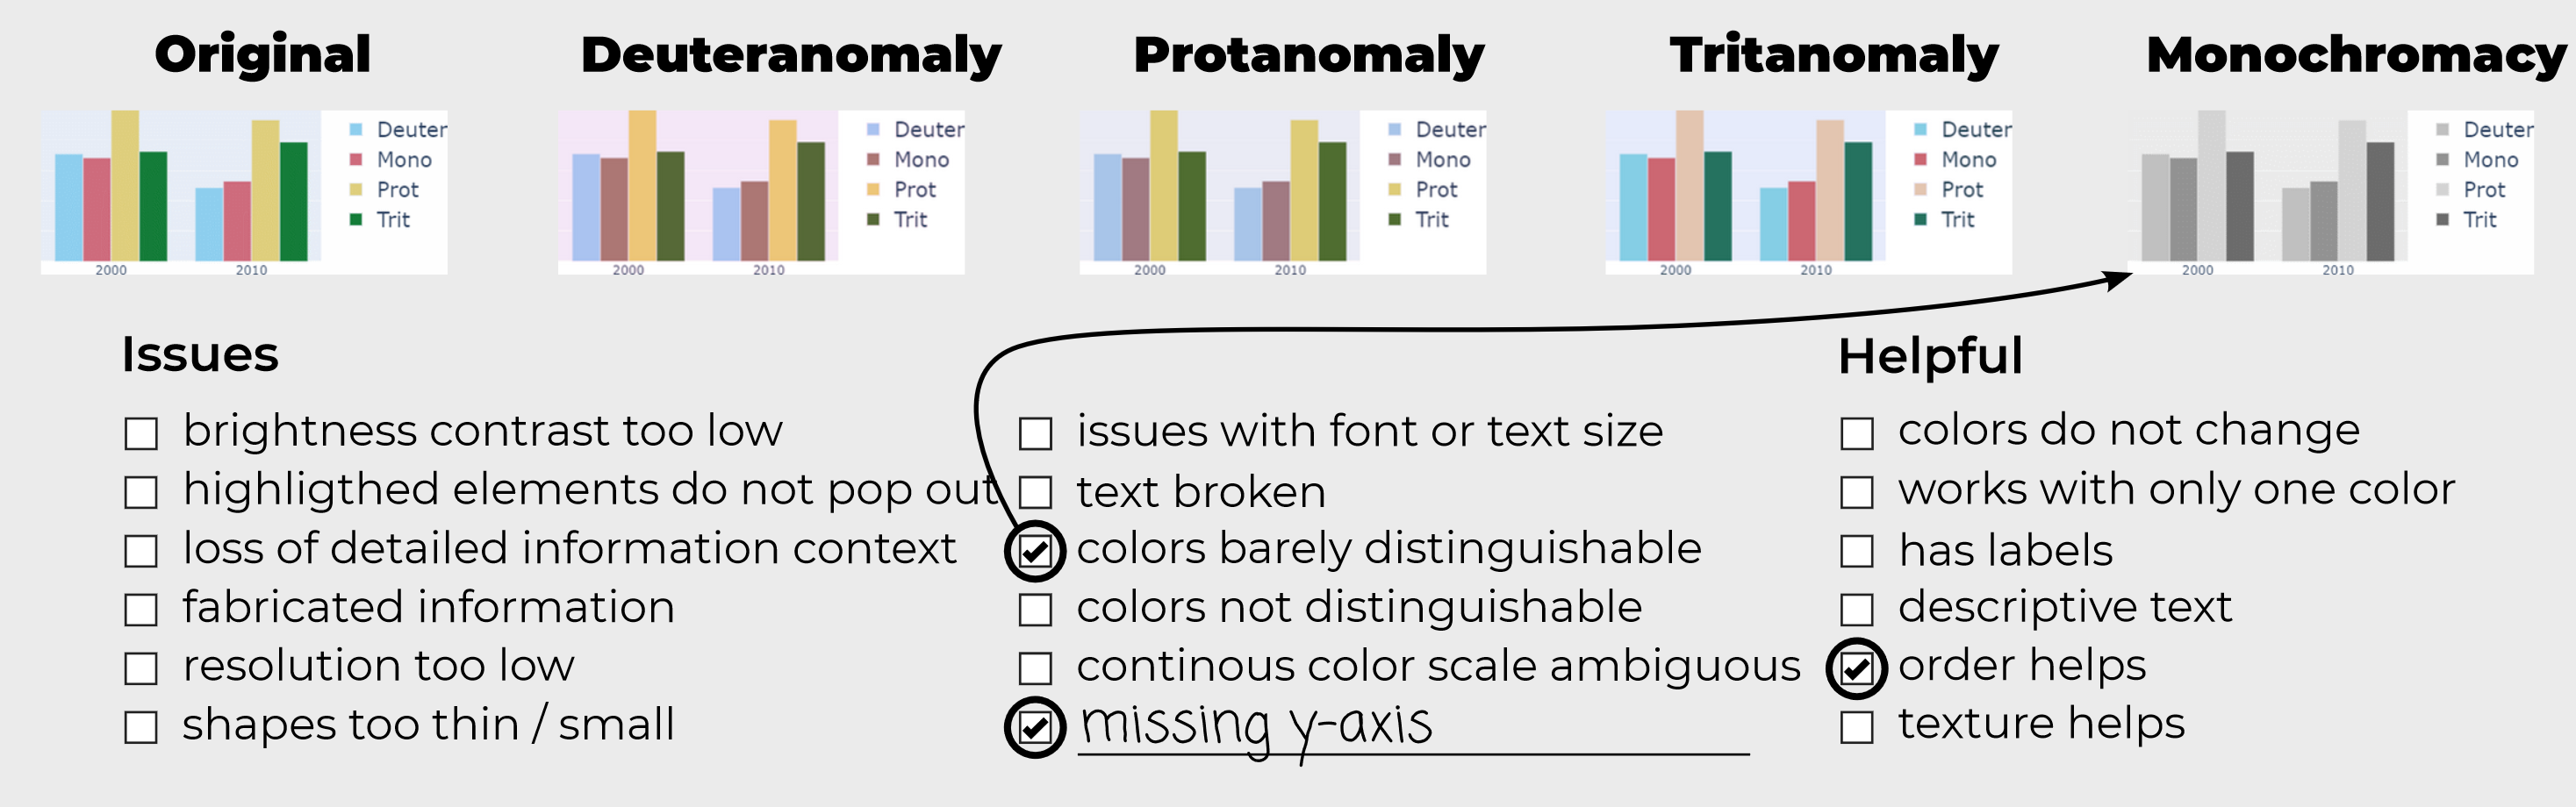 Original Deuteranomaly Protanomaly Tritanomaly Monochromacy
Deuter
Mono
Prot
Trit
2000 2010
Deuter
Mono
Prot
Trit
2000 2010
Deuter
Mono
Prot
Trit
2000 2010
Deuter
Mono
Prot
Trit
2000 2010
Deuter
Mono
Prot
Trit
2000 2010
Issues
brightness contrast too low
highligthed elements do not pop out
loss of detailed information context
fabricated information
resolution too low
shapes too thin / small
issues with font or text size
text broken
colors barely distinguishable
colors not distinguishable
continous color scale ambiguous
missing y-axis
Helpful
colors do not change
works with only one color
has labels
descriptive text
order helps
texture helps